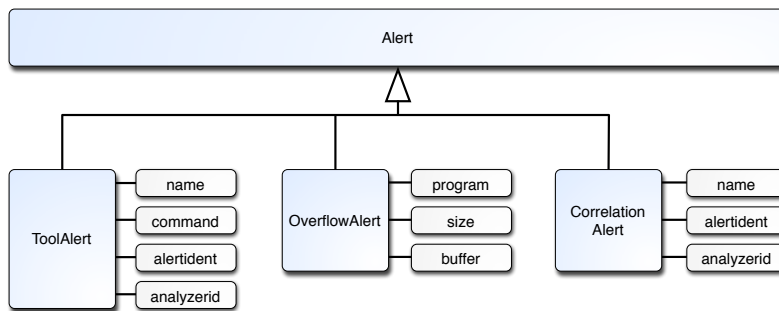 Alert
ToolAlert
name
command
alertident
analyzerid
OverflowAlert
program
size
buffer
Correlation
Alert
name
alertident
analyzerid